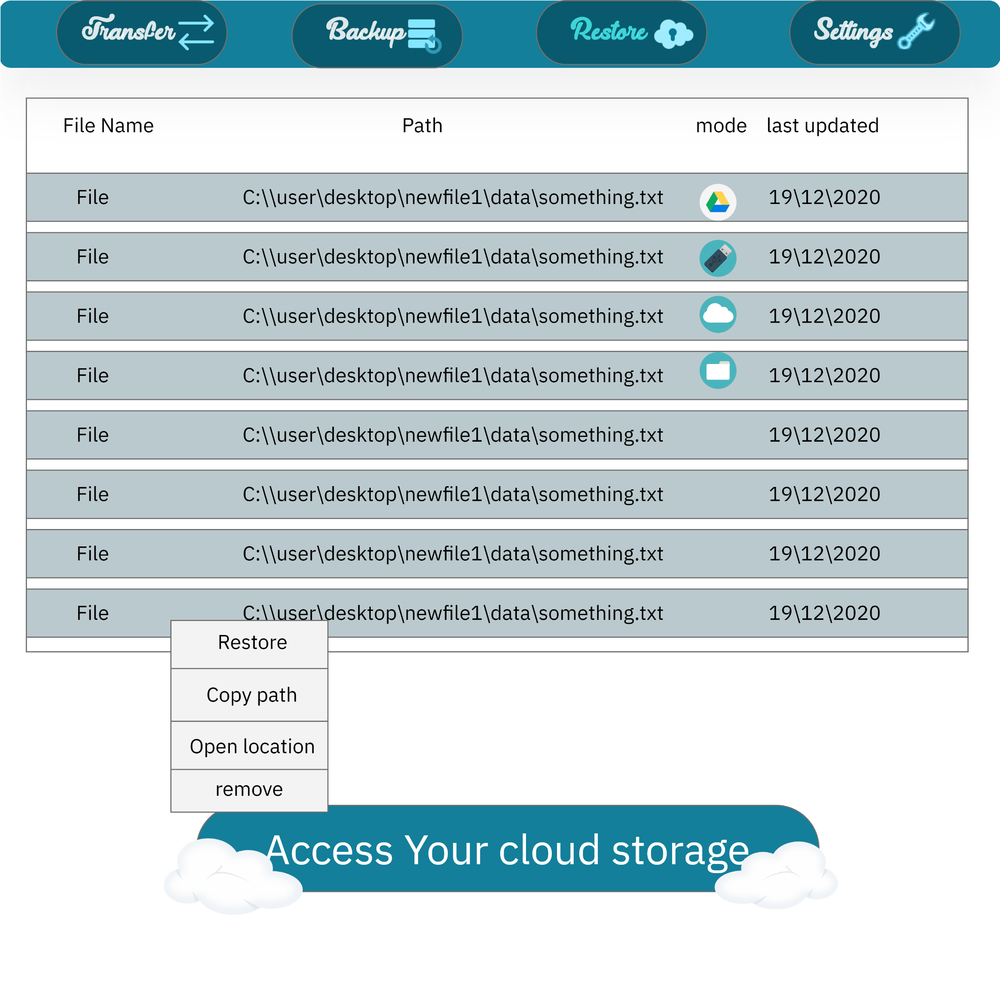 Transfer Backup Restore Settings
File Name Path mode last updated
File C:\\user\desktop\newfile1\data\something.txt 19\12\2020
File C:\\user\desktop\newfile1\data\something.txt 19\12\2020
File C:\\user\desktop\newfile1\data\something.txt 19\12\2020
File C:\\user\desktop\newfile1\data\something.txt 19\12\2020
File C:\\user\desktop\newfile1\data\something.txt 19\12\2020
File C:\\user\desktop\newfile1\data\something.txt 19\12\2020
File C:\\user\desktop\newfile1\data\something.txt 19\12\2020
File C:\\user\desktop\newfile1\data\something.txt 19\12\2020
Restore
Copy path
Open location
remove
Access Your cloud storage